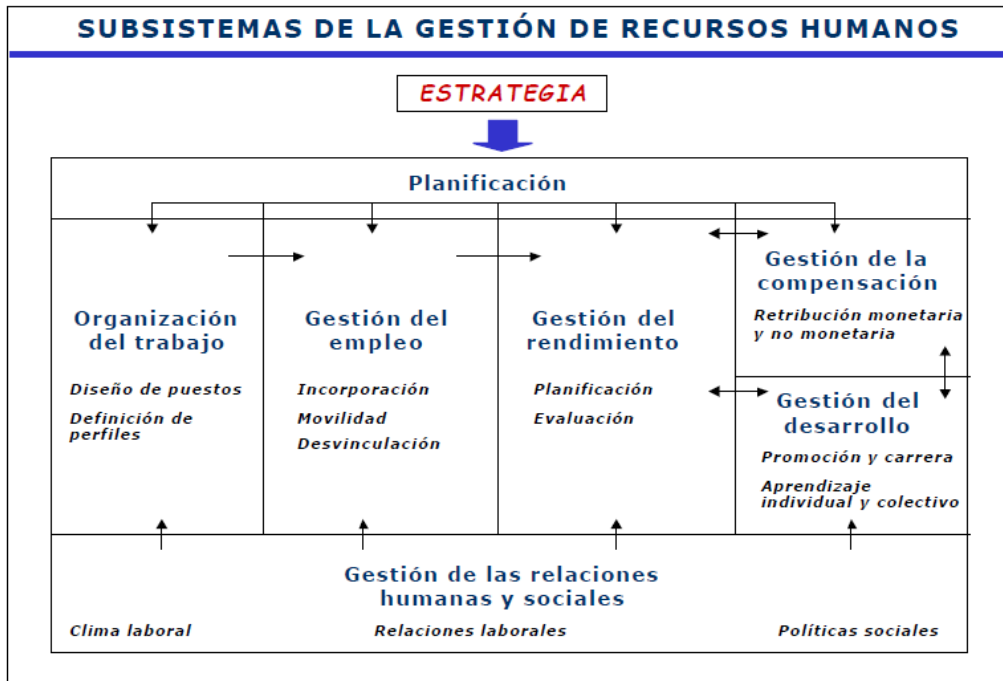 SUBSISTEMAS DE LA GESTIÓN DE RECURSOS HUMANOS
ESTRATEGIA
Planificación
Organización
del trabajo
Diseño de puestos
Definición de
perfiles
Gestión del
empleo
Incorporación
Movilidad
Desvinculación
Gestión del
rendimiento
Planificación
Evaluación
Gestión de la
compensación
Retribución monetaria
y no monetaria
Gestión del
desarrollo
Promoción y carrera
Aprendizaje
individual y colectivo
Gestión de las relaciones
humanas y sociales
Clima laboral
Relaciones laborales
Políticas sociales